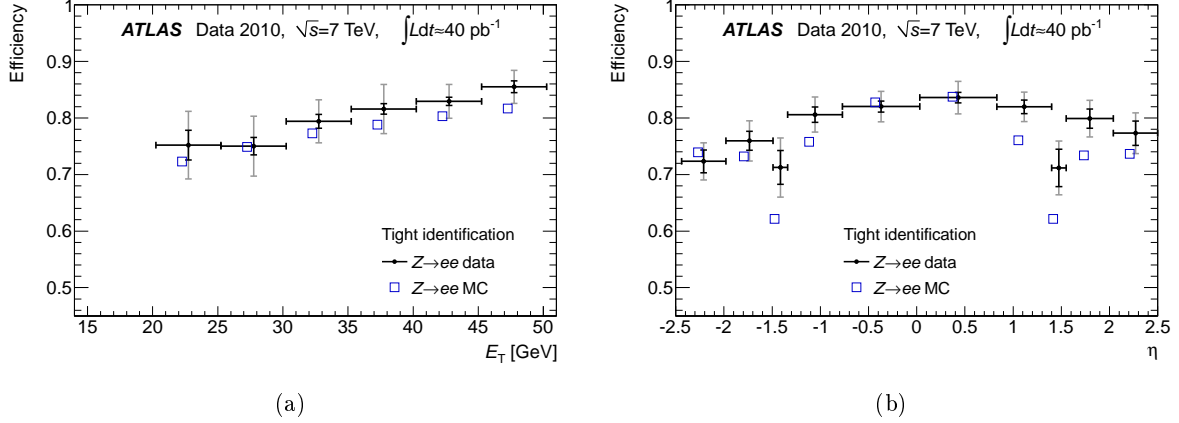 Efficiency
1
0.9
0.8
0.7
0.6
0.5
ATLAS Data 2010, √s=7 TeV, ∫Ldt≈40 pb⁻¹
Tight identification
Z→ee data
Z→ee MC
15 20 25 30 35 40 45 50
E_T [GeV]
(a)
Efficiency
1
0.9
0.8
0.7
0.6
0.5
ATLAS Data 2010, √s=7 TeV, ∫Ldt≈40 pb⁻¹
Tight identification
Z→ee data
Z→ee MC
-2.5 -2 -1.5 -1 -0.5 0 0.5 1 1.5 2 2.5
η
(b)